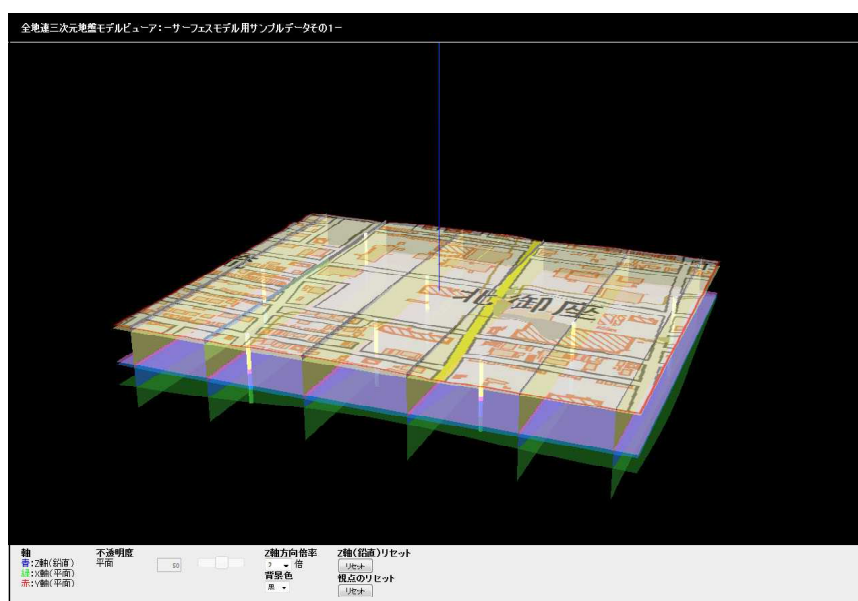 全地連三次元地盤モデルビューア：－サーフェスモデル用サンプルデータその1－
北御座
軸
青:Z軸(鉛直)
緑:X軸(平面)
赤:Y軸(平面)
不透明度
平面
50
Z軸方向倍率
倍
背景色
黒
Z軸(鉛直)リセット
リセット
視点のリセット
リセット